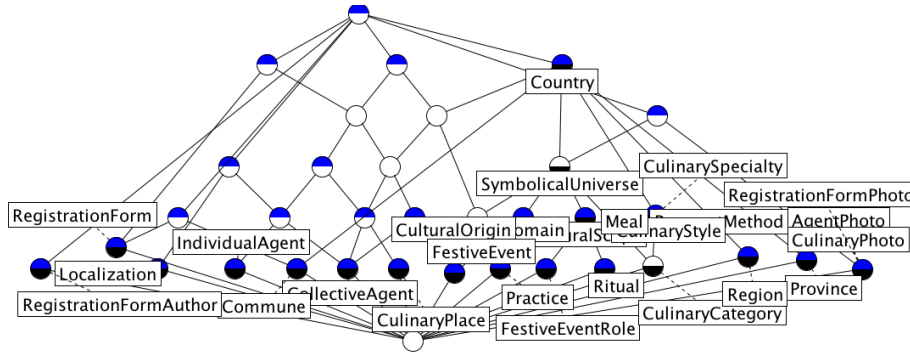 Country
CulinarySpecialty
SymbolicalUniverse
RegistrationFormPhoto
RegistrationForm
Meal
Method
AgentPhoto
CulturalOrigin
CulinaryStyle
IndividualAgent
CulinaryPhoto
FestiveEvent
Localization
Ritual
Province
RegistrationFormAuthor
Commune
CollectiveAgent
Practice
Region
CulinaryPlace
FestiveEventRole
CulinaryCategory